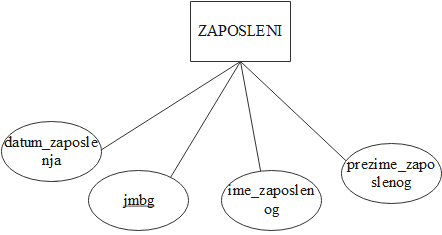 ZAPOSLENI
datum_zaposle
nja
jmbg
ime_zaposlen
og
prezime_zapo
slenog